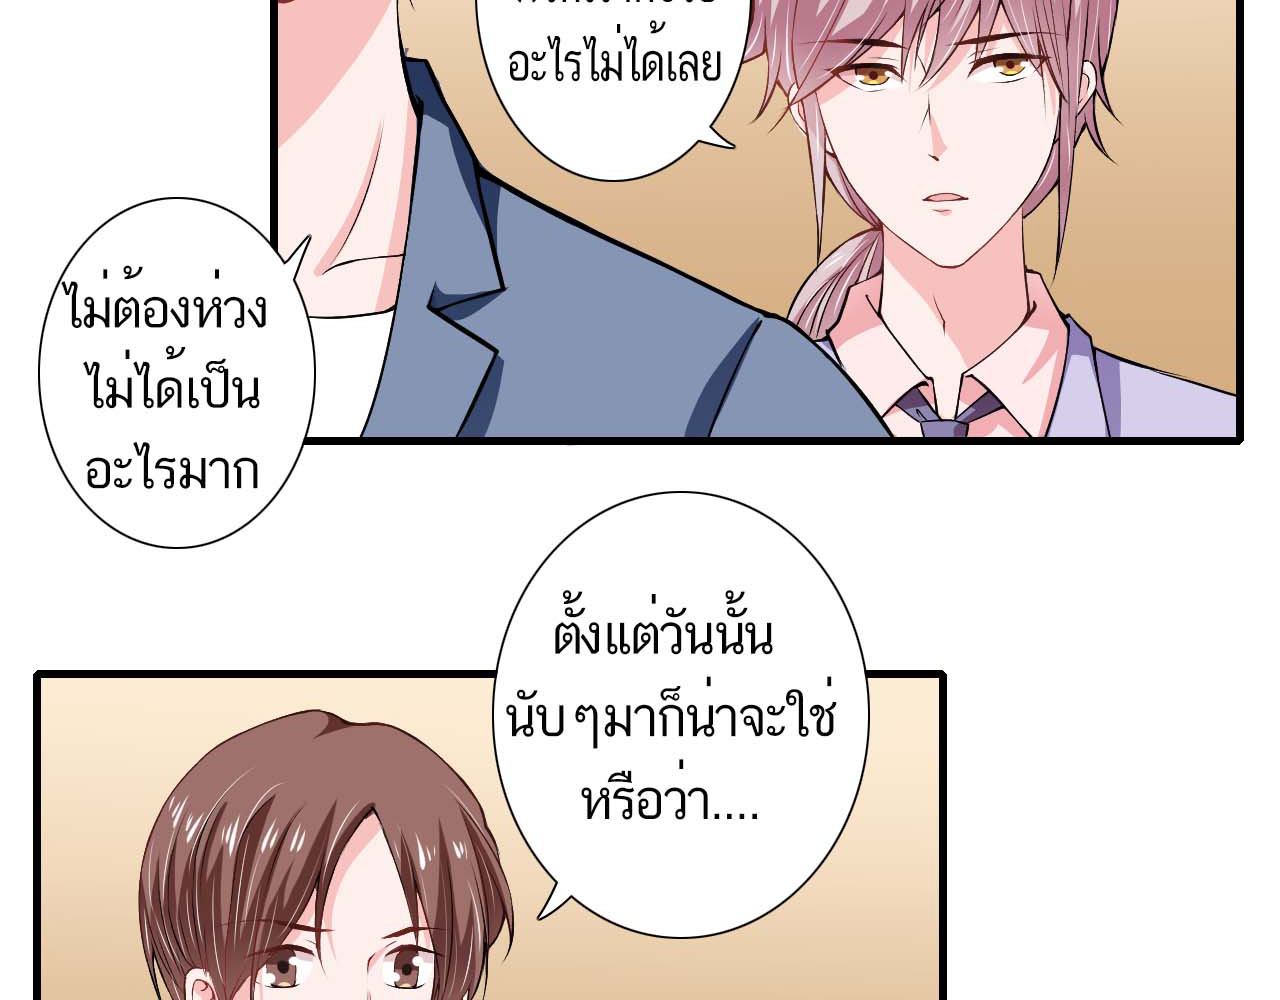 อะไรไม่ได้เลย
ไม่ต้องห่วง
ไม่ได้เป็น
อะไรมาก
ตั้งแต่วันนั้น
นับๆมาก็น่าจะใช่
หรือว่า....